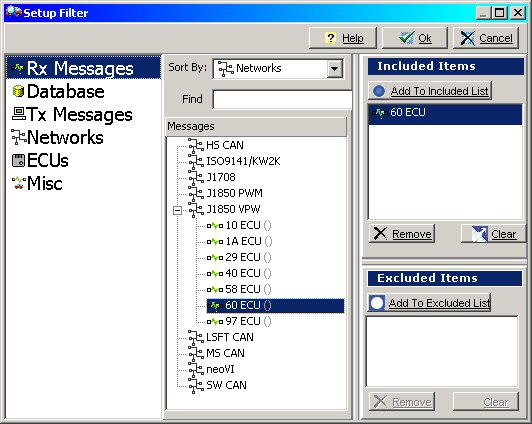 Setup Filter
Help
Ok
Cancel
Rx Messages
Database
Tx Messages
Networks
ECUs
Misc
Sort By:
Networks
Find
Messages
HS CAN
ISO9141/KW2K
J1708
J1850 PWM
J1850 VPW
10 ECU ()
1A ECU ()
29 ECU ()
40 ECU ()
58 ECU ()
60 ECU ()
97 ECU ()
LSFT CAN
MS CAN
neoVI
SW CAN
Included Items
Add To Included List
60 ECU
Remove
Clear
Excluded Items
Add To Excluded List
Remove
Clear